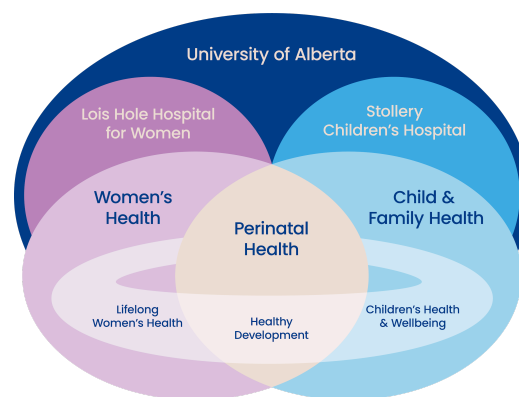 University of Alberta
Lois Hole Hospital
for Women
Stollery
Children's Hospital
Women's
Health
Child &
Family Health
Perinatal
Health
Lifelong
Women's Health
Healthy
Development
Children's Health
& Wellbeing